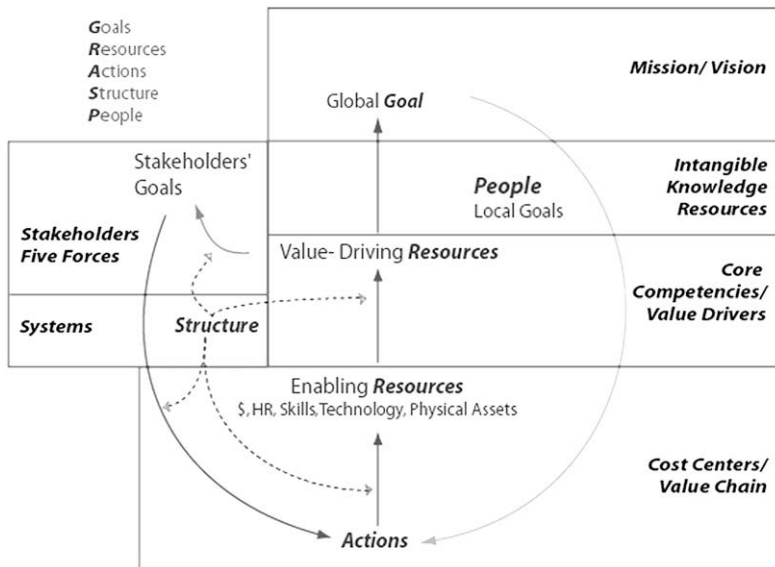 Goals
Resources
Actions
Structure
People
Mission/ Vision
Global Goal
Stakeholders'
Goals
People
Local Goals
Intangible
Knowledge
Resources
Stakeholders
Five Forces
Value- Driving Resources
Core
Competencies/
Value Drivers
Systems
Structure
Enabling Resources
$, HR, Skills,Technology, Physical Assets
Cost Centers/
Value Chain
Actions